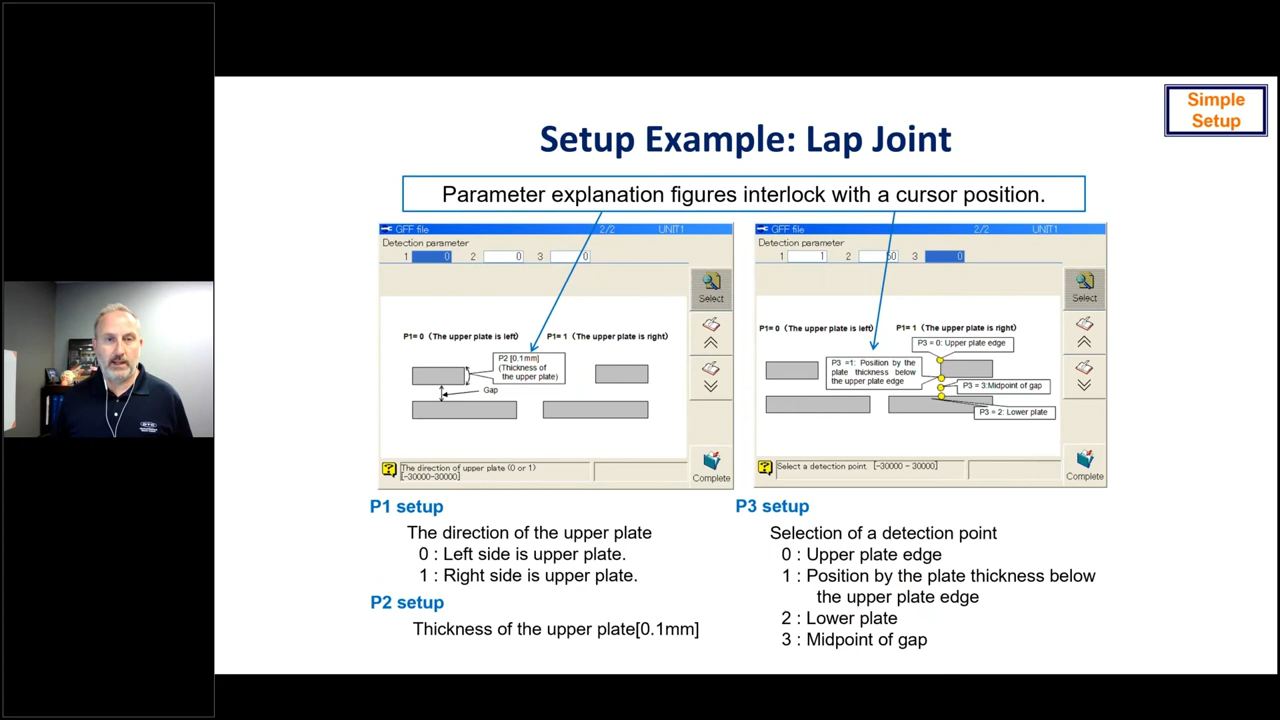 Simple
Setup
Setup Example: Lap Joint
Parameter explanation figures interlock with a cursor position.
GFF file 2/2 UNIT1
Detection parameter
1 0 2 0 3 0
Select
P1= 0 (The upper plate is left) P1= 1 (The upper plate is right)
P2 [0.1mm]
(Thickness of
the upper plate)
Gap
The direction of upper plate (0 or 1)
[-30000-30000]
Complete
GFF file 2/2 UNIT1
Detection parameter
1 1 2 50 3 0
Select
P1= 0 (The upper plate is left) P1= 1 (The upper plate is right)
P3 = 0: Upper plate edge
P3 =1: Position by the
plate thickness below
the upper plate edge
P3 = 3:Midpoint of gap
P3 = 2: Lower plate
Select a detection point. [-30000 - 30000]
Complete
P1 setup
The direction of the upper plate
0 : Left side is upper plate.
1 : Right side is upper plate.
P2 setup
Thickness of the upper plate[0.1mm]
P3 setup
Selection of a detection point
0 : Upper plate edge
1 : Position by the plate thickness below
the upper plate edge
2 : Lower plate
3 : Midpoint of gap
OTC